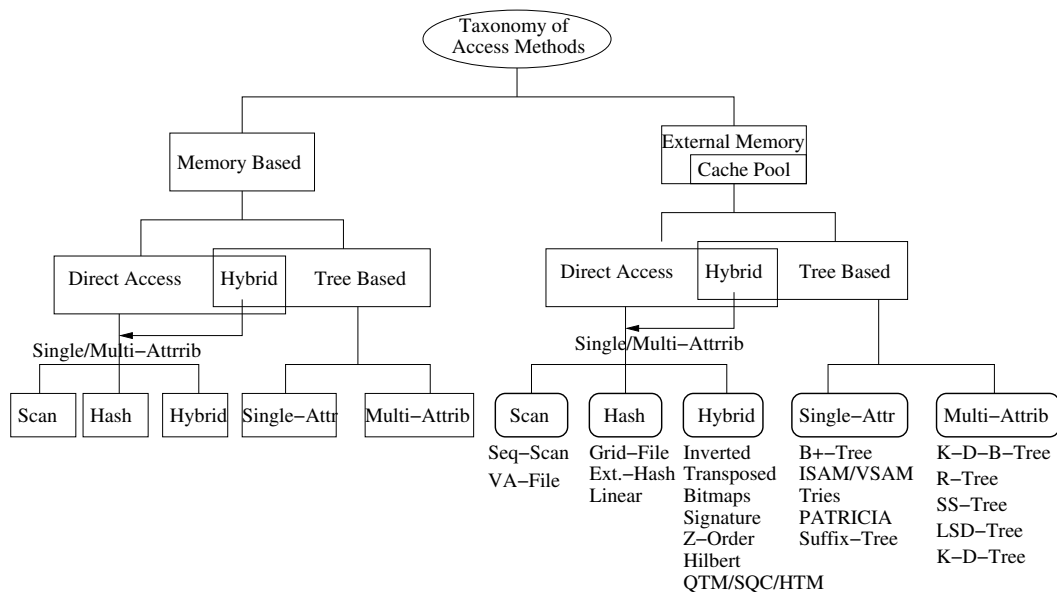 Taxonomy of
Access Methods
Memory Based
External Memory
Cache Pool
Direct Access
Hybrid
Tree Based
Direct Access
Hybrid
Tree Based
Single/Multi−Attrrib
Single/Multi−Attrrib
Scan
Hash
Hybrid
Single−Attr
Multi−Attrib
Scan
Hash
Hybrid
Single−Attr
Multi−Attrib
Seq−Scan
VA−File
Grid−File
Ext.−Hash
Linear
Inverted
Transposed
Bitmaps
Signature
Z−Order
Hilbert
QTM/SQC/HTM
B+−Tree
ISAM/VSAM
Tries
PATRICIA
Suffix−Tree
K−D−B−Tree
R−Tree
SS−Tree
LSD−Tree
K−D−Tree